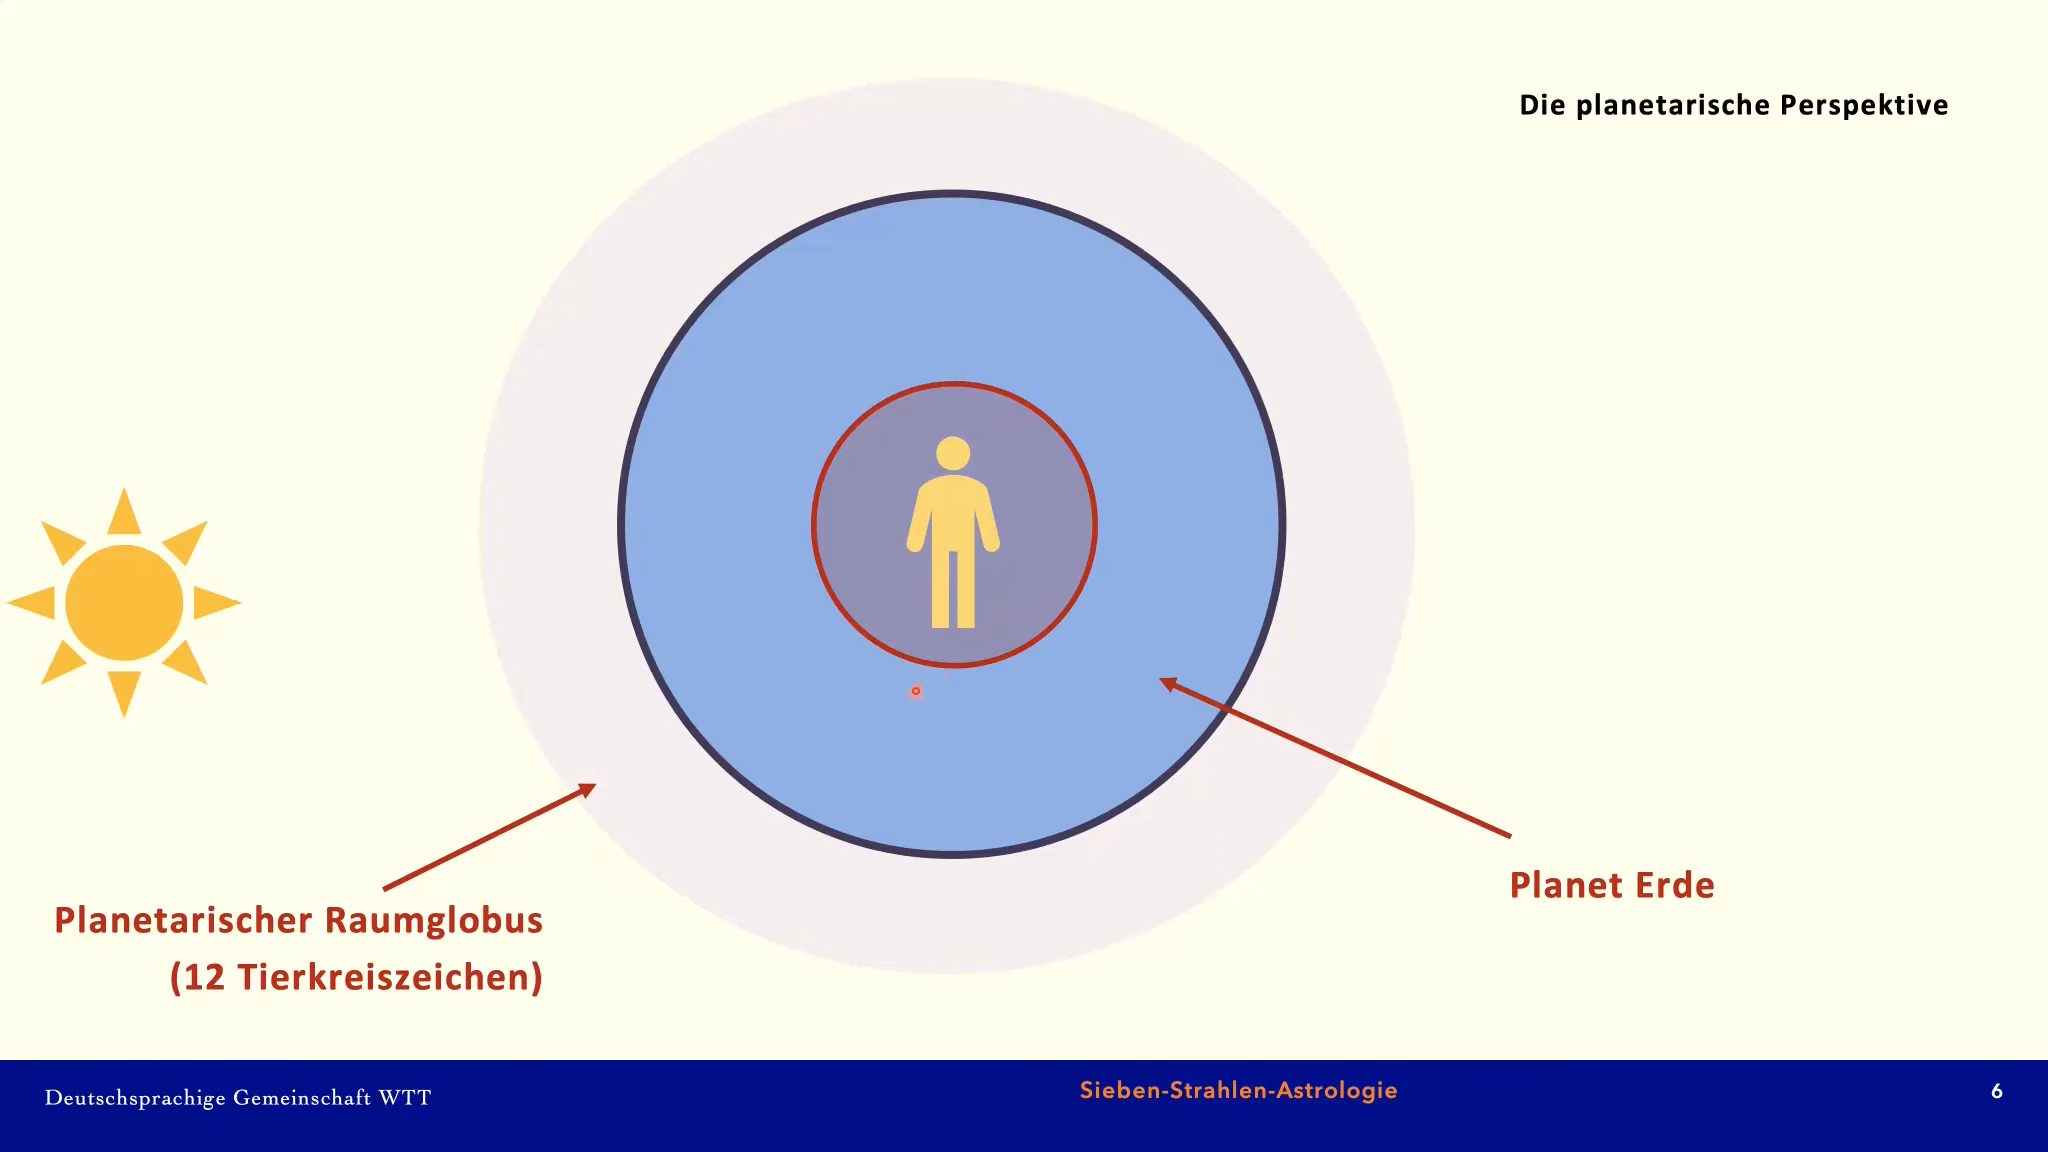 Die planetarische Perspektive
Planet Erde
Planetarischer Raumglobus
(12 Tierkreiszeichen)
Deutschsprachige Gemeinschaft WTT
Sieben-Strahlen-Astrologie
6